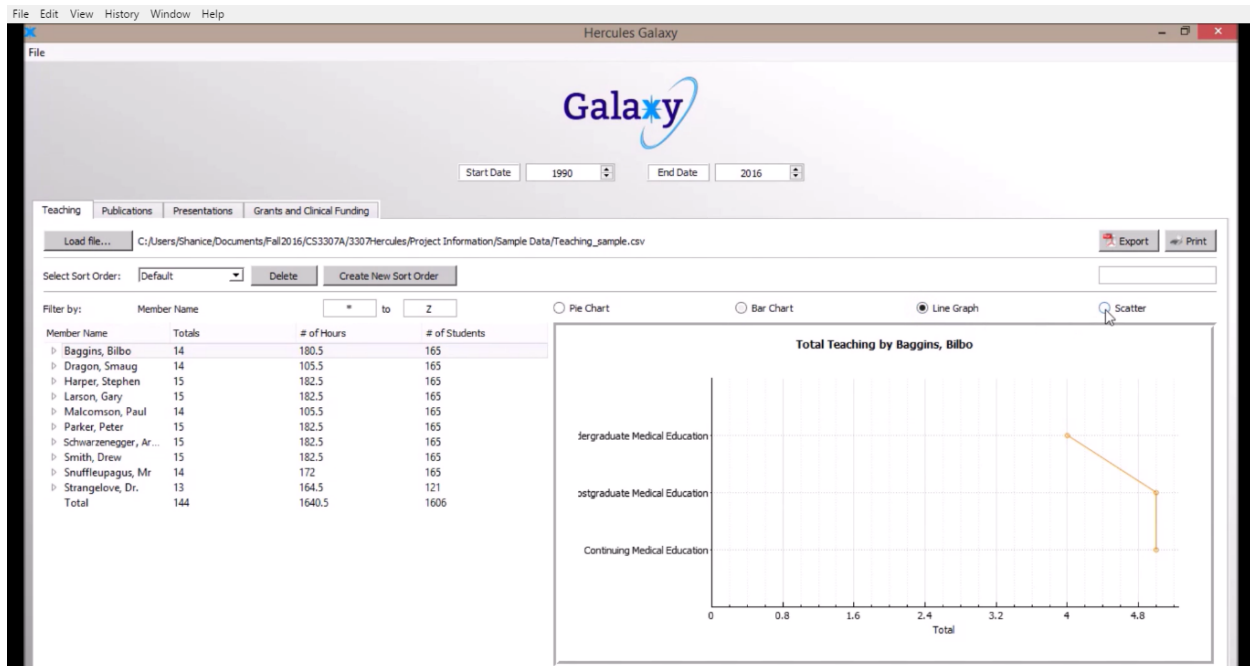 File Edit View History Window Help
Hercules Galaxy
File
Galaxy
Start Date 1990 End Date 2016
Teaching Publications Presentations Grants and Clinical Funding
Load file... C:/Users/Shanice/Documents/Fall2016/CS3307A/3307Hercules/Project Information/Sample Data/Teaching_sample.csv Export Print
Select Sort Order: Default Delete Create New Sort Order
Filter by: Member Name * to Z Pie Chart Bar Chart Line Graph Scatter
Member Name Totals # of Hours # of Students
Baggins, Bilbo 14 180.5 165
Dragon, Smaug 14 105.5 165
Harper, Stephen 15 182.5 165
Larson, Gary 15 182.5 165
Malcomson, Paul 14 105.5 165
Parker, Peter 15 182.5 165
Schwarzenegger, Ar... 15 182.5 165
Smith, Drew 15 182.5 165
Snuffleupagus, Mr 14 172 165
Strangelove, Dr. 13 164.5 121
Total 144 1640.5 1606
Total Teaching by Baggins, Bilbo
dergraduate Medical Education
ostgraduate Medical Education
Continuing Medical Education
0 0.8 1.6 2.4 3.2 4 4.8
Total